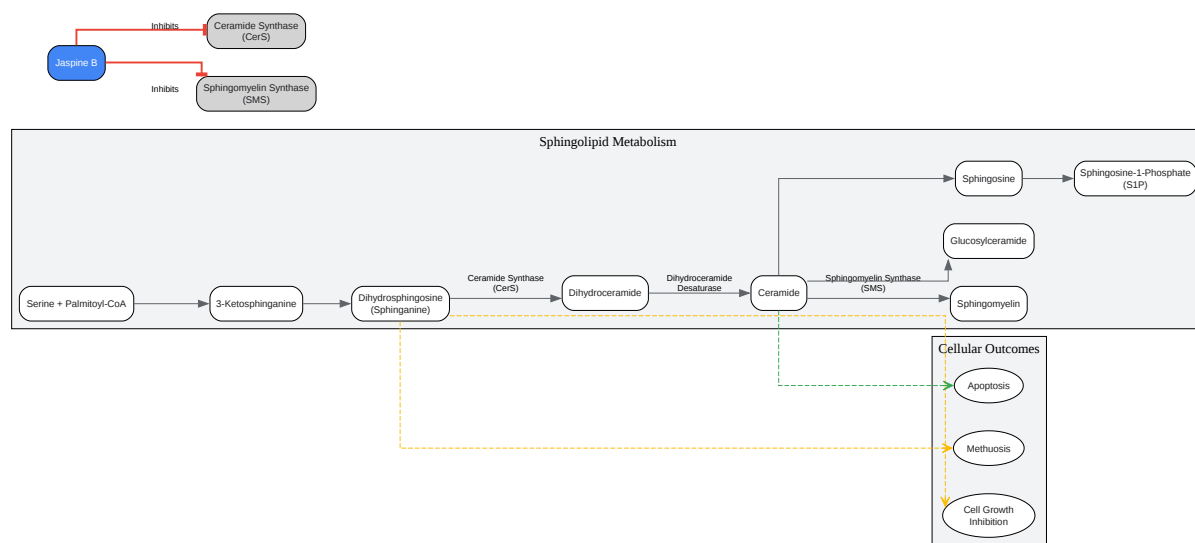 Inhibits
Ceramide Synthase
(CerS)
Jaspine B
Inhibits
Sphingomyelin Synthase
(SMS)
Sphingolipid Metabolism
Sphingosine
Sphingosine-1-Phosphate
(S1P)
Glucosylceramide
Serine + Palmitoyl-CoA
3-Ketosphinganine
Dihydrosphingosine
(Sphinganine)
Ceramide Synthase
(CerS)
Dihydroceramide
Dihydroceramide
Desaturase
Ceramide
Sphingomyelin Synthase
(SMS)
Sphingomyelin
Cellular Outcomes
Apoptosis
Methuosis
Cell Growth
Inhibition